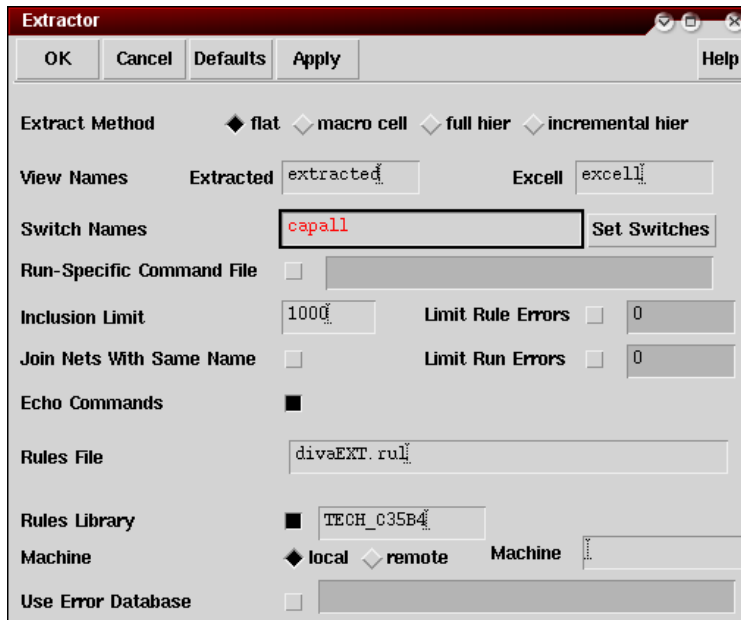 Extractor
OK Cancel Defaults Apply Help
Extract Method flat macro cell full hier incremental hier
View Names Extracted extracted Excell excell
Switch Names capall Set Switches
Run-Specific Command File
Inclusion Limit 1000 Limit Rule Errors 0
Join Nets With Same Name Limit Run Errors 0
Echo Commands
Rules File divaEXT.rul
Rules Library TECH_C35B4
Machine local remote Machine
Use Error Database